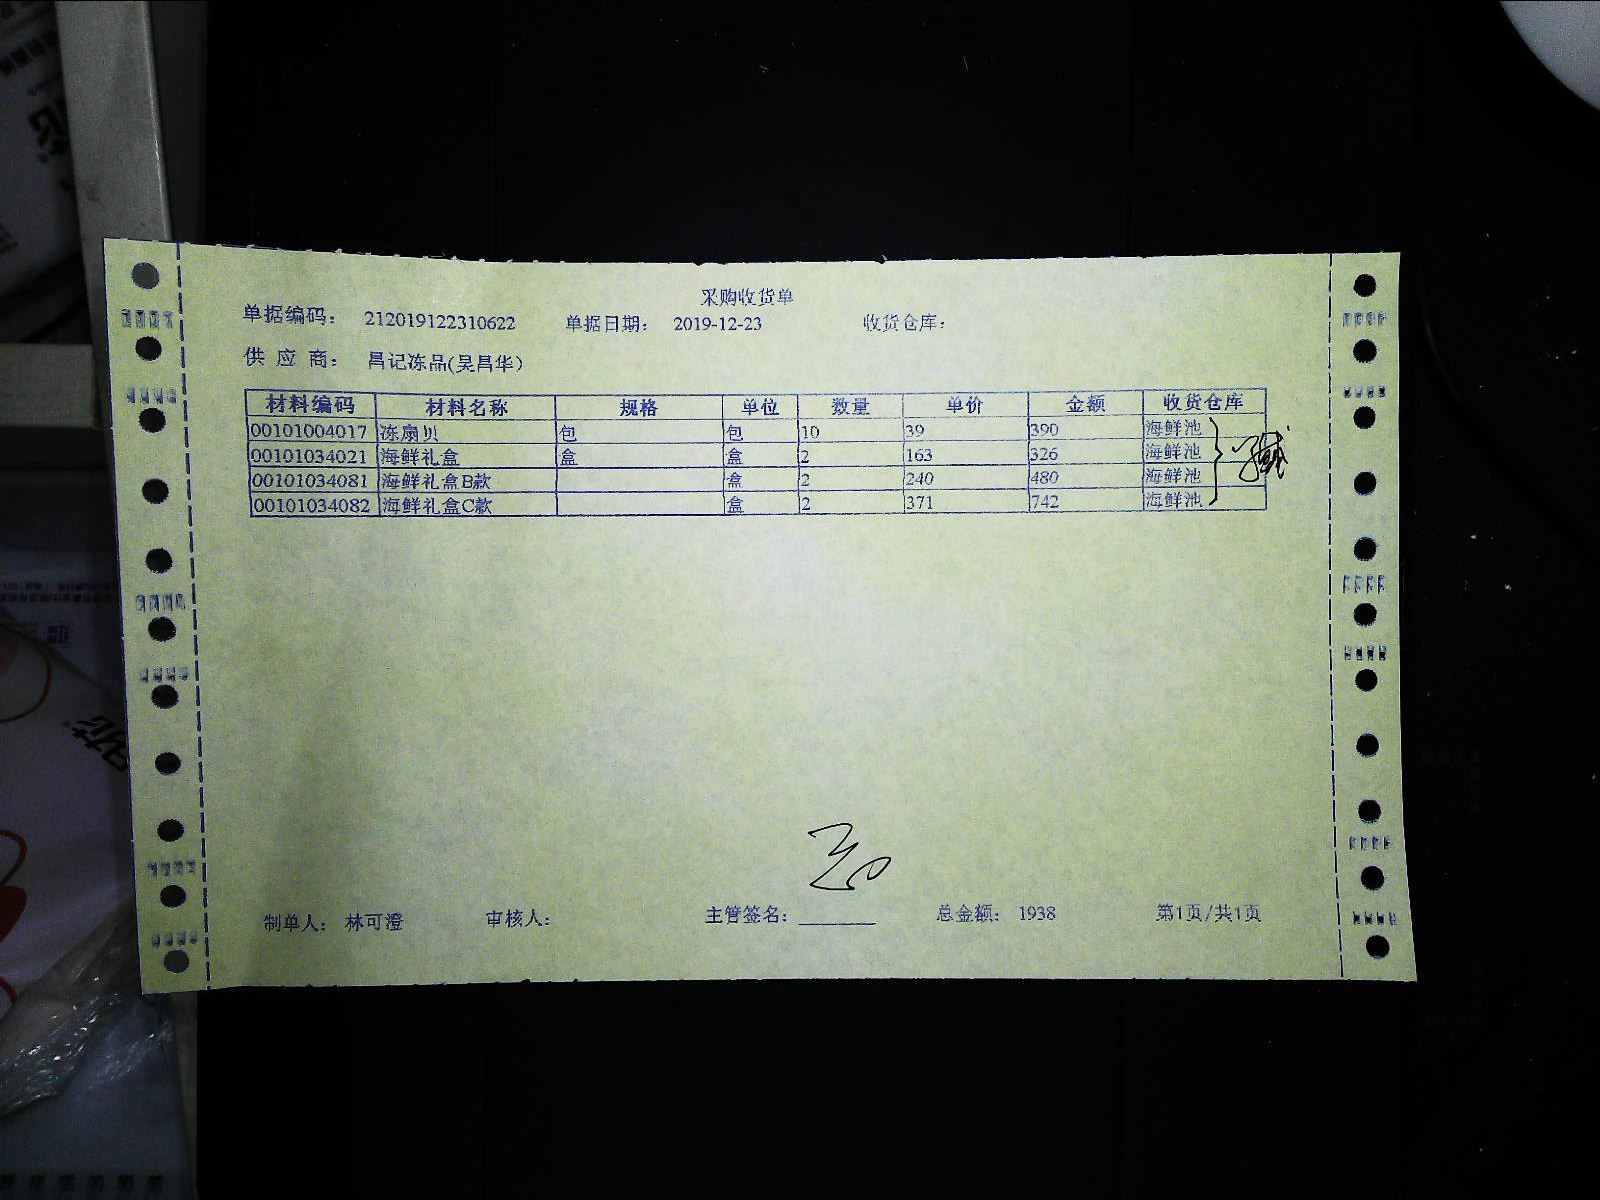 采购收货单
单据编码： 212019122310622 单据日期： 2019-12-23 收货仓库：
供 应 商： 昌记冻品(吴昌华)
材料编码 材料名称 规格 单位 数量 单价 金额 收货仓库
00101004017 冻扇贝 包 包 10 39 390 海鲜池
00101034021 海鲜礼盒 盒 盒 2 163 326 海鲜池
00101034081 海鲜礼盒B款 盒 2 240 480 海鲜池
00101034082 海鲜礼盒C款 盒 2 371 742 海鲜池
制单人： 林可澄 审核人： 主管签名： 总金额： 1938 第1页/共1页